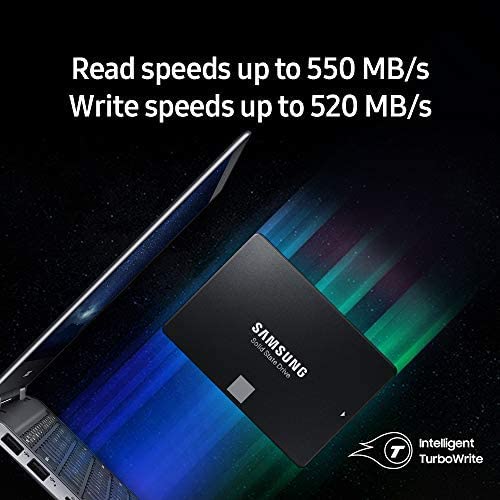 Read speeds up to 550 MB/s
Write speeds up to 520 MB/s
SAMSUNG
Solid State Drive
T
Intelligent
TurboWrite